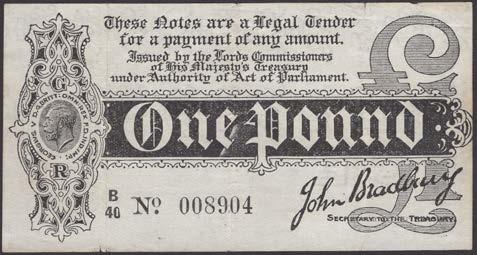 These Notes are a Legal Tender
for a payment of any amount.
Issued by the Lords Commissioners
of His Majesty's Treasury
under Authority of Act of Parliament.
£
G
R
One Pound
B/40 No. 008904
John Bradbury
SECRETARY TO THE TREASURY.
£1